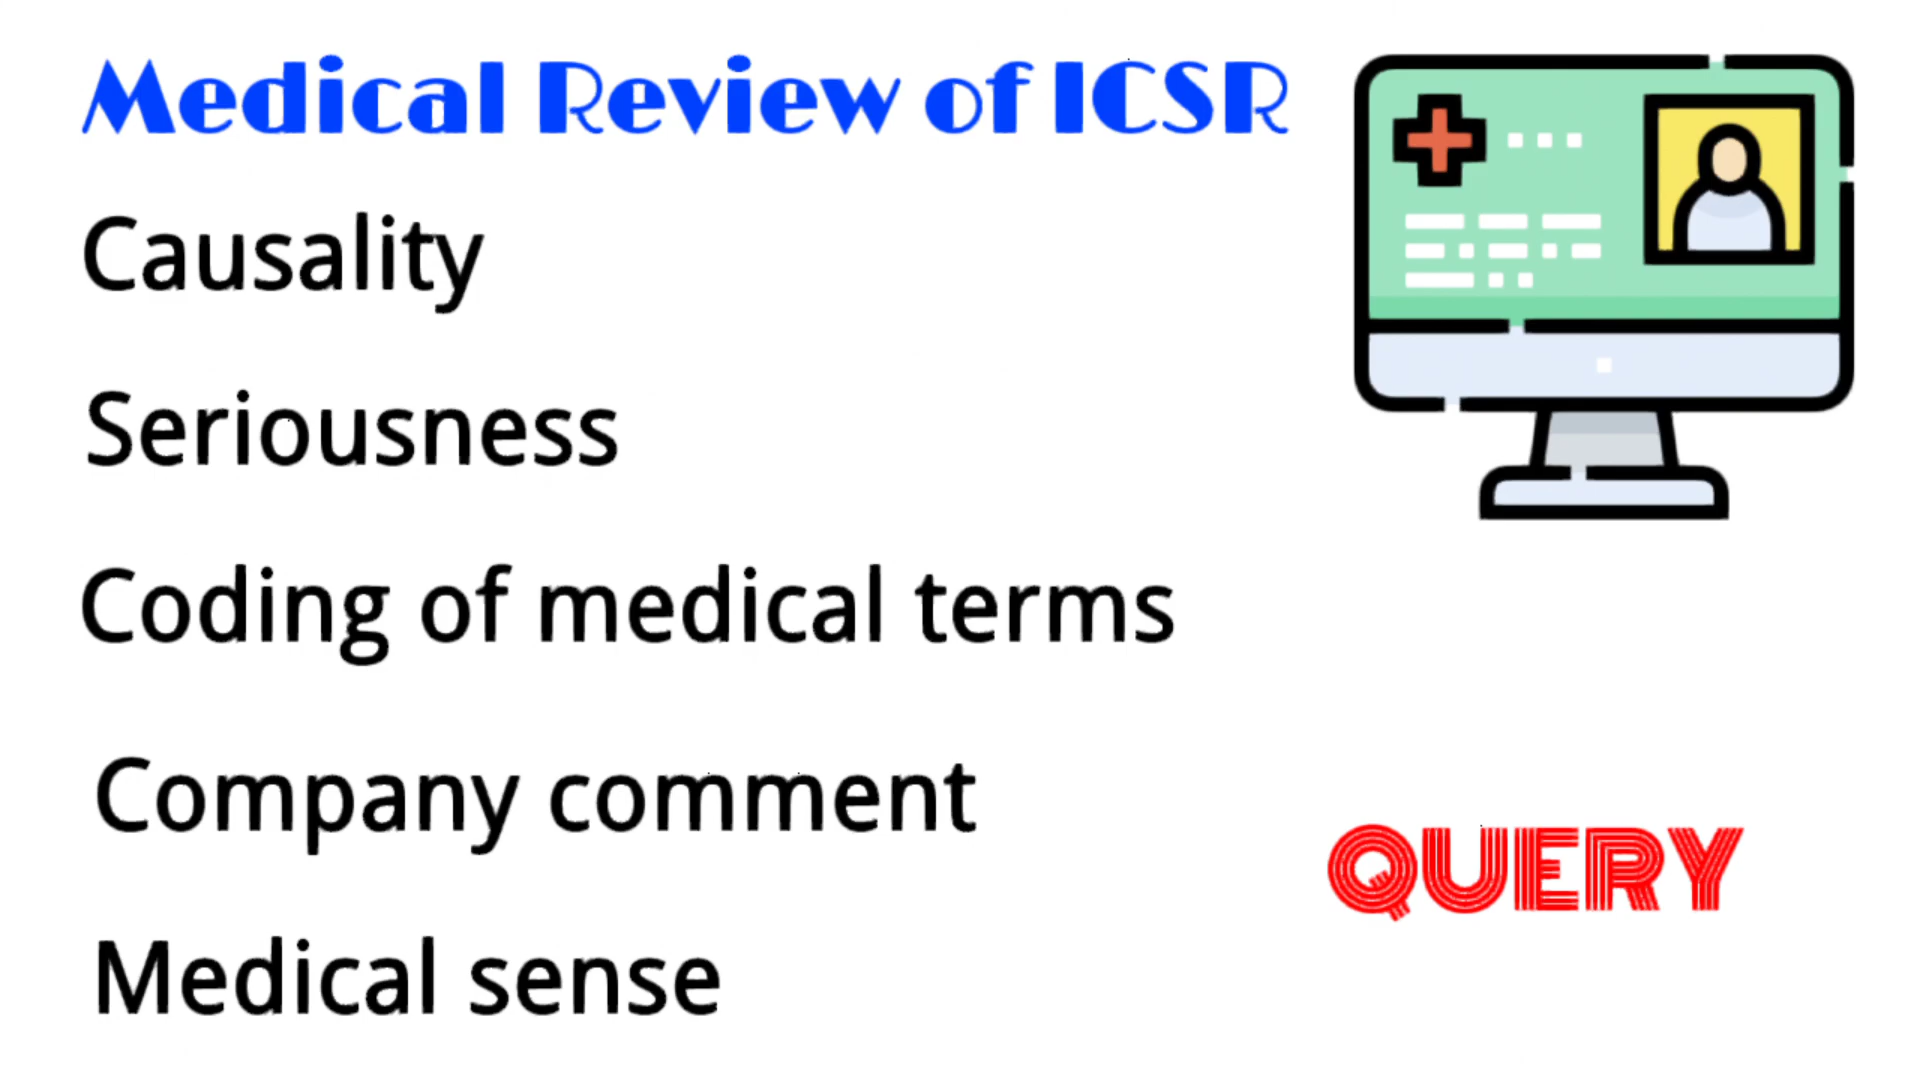 Medical Review of ICSR
Causality
Seriousness
Coding of medical terms
Company comment
QUERY
Medical sense